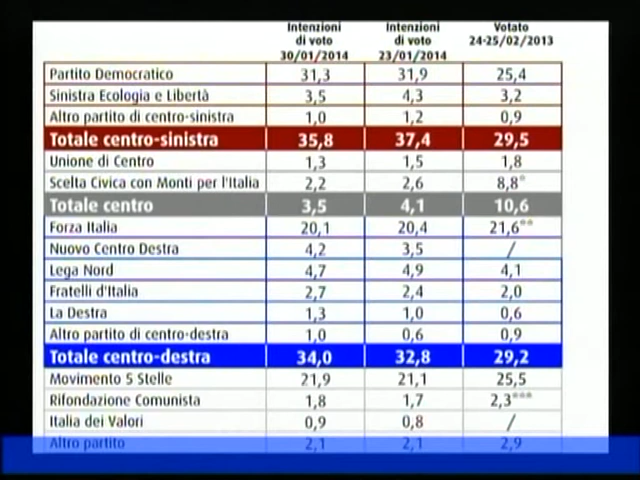 Intenzioni di voto 30/01/2014 Intenzioni di voto 23/01/2014 Votato 24-25/02/2013
Partito Democratico 31,3 31,9 25,4
Sinistra Ecologia e Libertà 3,5 4,3 3,2
Altro partito di centro-sinistra 1,0 1,2 0,9
Totale centro-sinistra 35,8 37,4 29,5
Unione di Centro 1,3 1,5 1,8
Scelta Civica con Monti per l'Italia 2,2 2,6 8,8*
Totale centro 3,5 4,1 10,6
Forza Italia 20,1 20,4 21,6**
Nuovo Centro Destra 4,2 3,5 /
Lega Nord 4,7 4,9 4,1
Fratelli d'Italia 2,7 2,4 2,0
La Destra 1,3 1,0 0,6
Altro partito di centro-destra 1,0 0,6 0,9
Totale centro-destra 34,0 32,8 29,2
Movimento 5 Stelle 21,9 21,1 25,5
Rifondazione Comunista 1,8 1,7 2,3***
Italia dei Valori 0,9 0,8 /
Altro partito 2,1 2,1 2,9